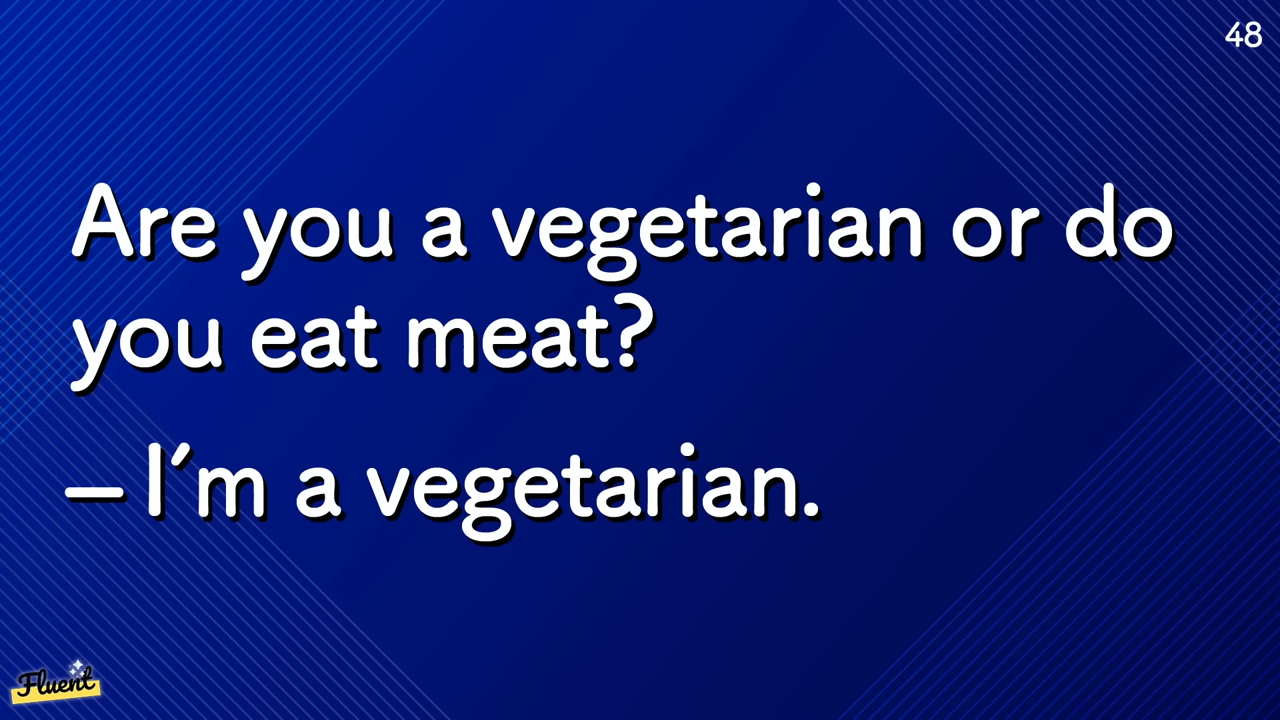 48
Are you a vegetarian or do
you eat meat?
– I´m a vegetarian.
Fluent